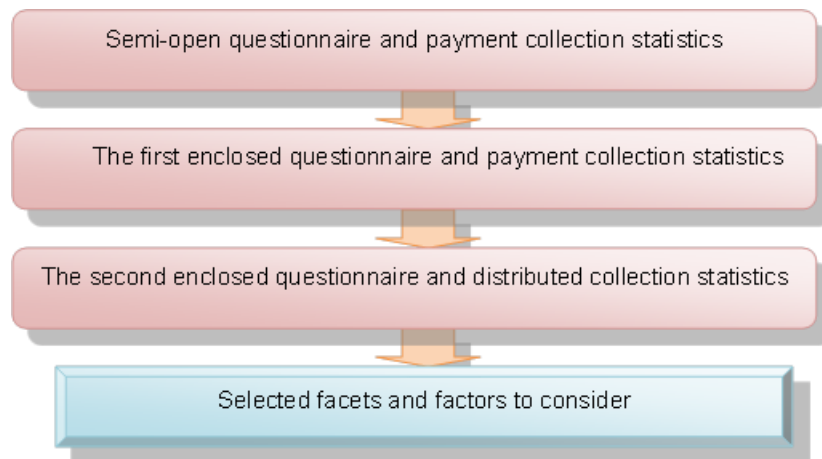 Semi-open questionnaire and payment collection statistics
The first enclosed questionnaire and payment collection statistics
The second enclosed questionnaire and distributed collection statistics
Selected facets and factors to consider